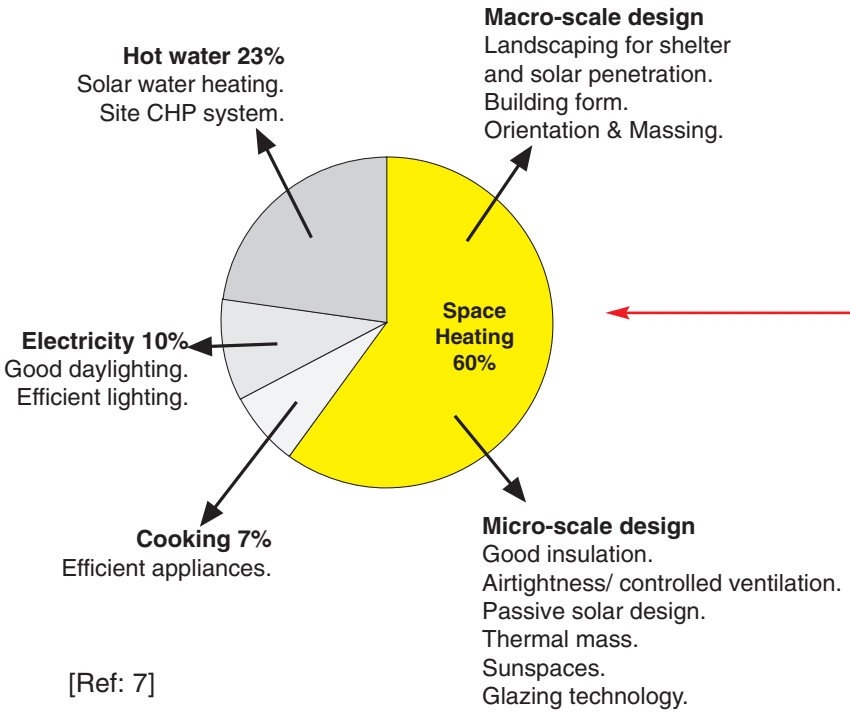 Hot water 23%
Solar water heating.
Site CHP system.
Macro-scale design
Landscaping for shelter
and solar penetration.
Building form.
Orientation & Massing.
Space
Heating
60%
Electricity 10%
Good daylighting.
Efficient lighting.
Cooking 7%
Efficient appliances.
Micro-scale design
Good insulation.
Airtightness/ controlled ventilation.
Passive solar design.
Thermal mass.
Sunspaces.
Glazing technology.
[Ref: 7]